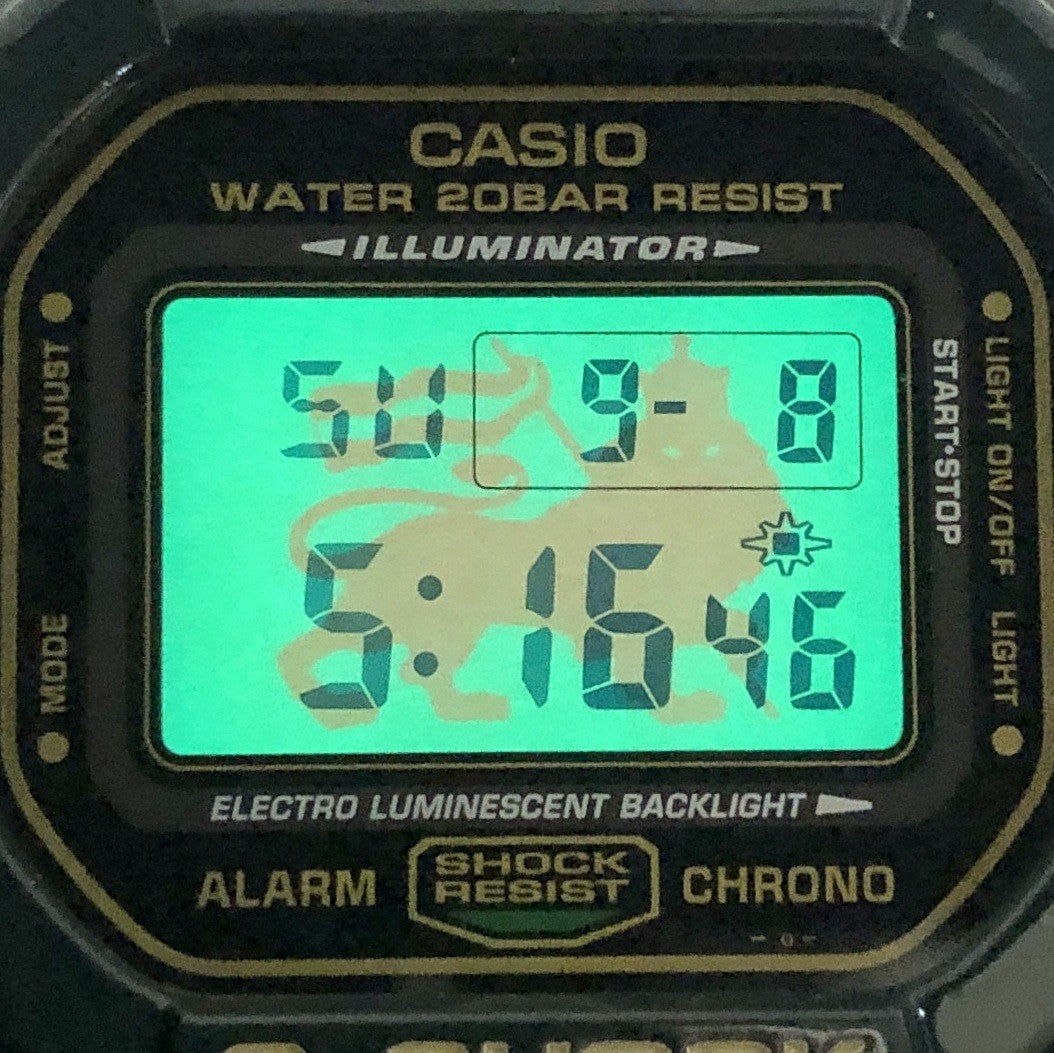 CASIO
WATER 20BAR RESIST
ILLUMINATOR
ADJUST
MODE
LIGHT ON/OFF
START•STOP
LIGHT
SU 9- 8
5:16 46
ELECTRO LUMINESCENT BACKLIGHT
ALARM
SHOCK
RESIST
CHRONO